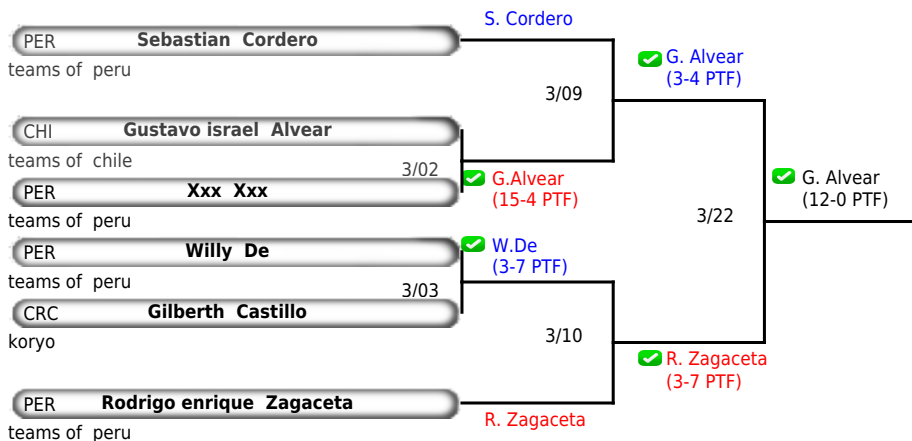 S. Cordero
PER Sebastian Cordero
teams of peru
G. Alvear
(3-4 PTF)
3/09
CHI Gustavo israel Alvear
teams of chile
3/02
PER Xxx Xxx
G.Alvear
(15-4 PTF)
G. Alvear
(12-0 PTF)
teams of peru
3/22
PER Willy De
W.De
(3-7 PTF)
teams of peru
3/03
CRC Gilberth Castillo
koryo
3/10
R. Zagaceta
(3-7 PTF)
PER Rodrigo enrique Zagaceta
R. Zagaceta
teams of peru